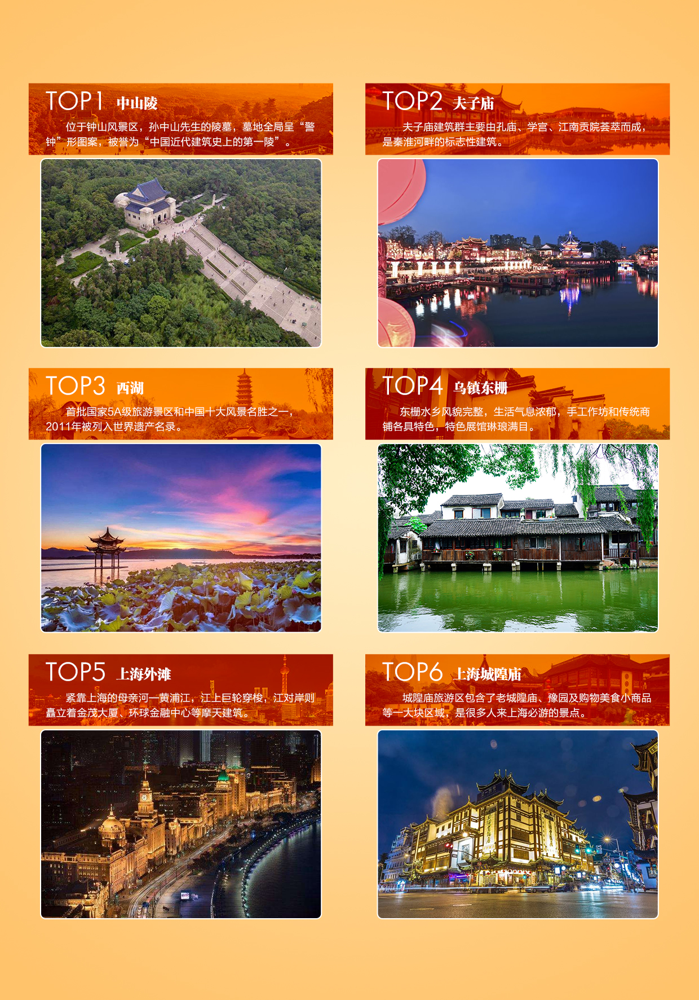 TOP1 中山陵
位于钟山风景区，孙中山先生的陵墓，墓地全局呈“警
钟”形图案，被誉为“中国近代建筑史上的第一陵”。
TOP2 夫子庙
夫子庙建筑群主要由孔庙、学宫、江南贡院荟萃而成，
是秦淮河畔的标志性建筑。
TOP3 西湖
首批国家5A级旅游景区和中国十大风景名胜之一，
2011年被列入世界遗产名录。
TOP4 乌镇东栅
东栅水乡风貌完整，生活气息浓郁，手工作坊和传统商
铺各具特色，特色展馆琳琅满目。
TOP5 上海外滩
紧靠上海的母亲河—黄浦江，江上巨轮穿梭，江对岸则
矗立着金茂大厦、环球金融中心等摩天建筑。
TOP6 上海城隍庙
城隍庙旅游区包含了老城隍庙、豫园及购物美食小商品
等一大块区域，是很多人来上海必游的景点。